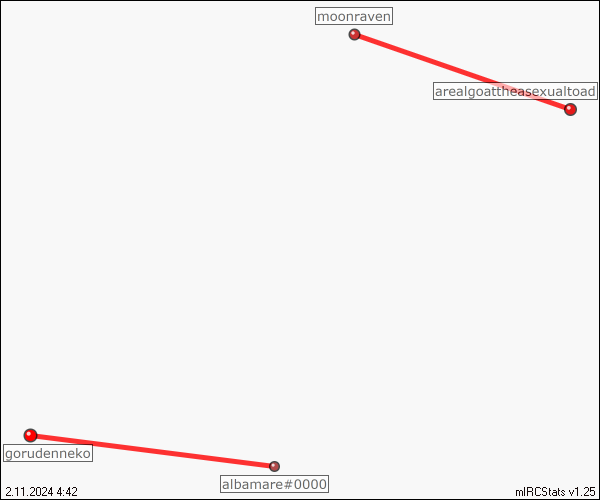 moonraven
arealgoattheasexualtoad
gorudenneko
albamare#0000
2.11.2024 4:42
mIRCStats v1.25